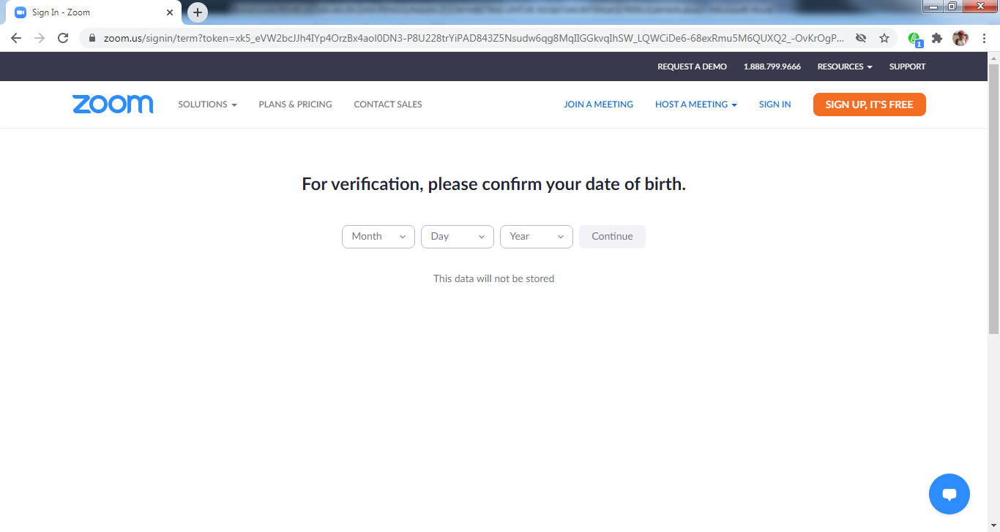 Sign In - Zoom
zoom.us/signin/term?token=xk5_eVW2bcJJh4IYp4OrzBx4aoI0DN3-P8U228trYiPAD843Z5Nsudw6qg8MqIIGGkvqIhSW_LQWCiDe6-68exRmu5M6QUXQ2_-OvKrOgP...
1
REQUEST A DEMO 1.888.799.9666 RESOURCES SUPPORT
zoom SOLUTIONS PLANS & PRICING CONTACT SALES JOIN A MEETING HOST A MEETING SIGN IN SIGN UP, IT'S FREE
For verification, please confirm your date of birth.
Month Day Year Continue
This data will not be stored